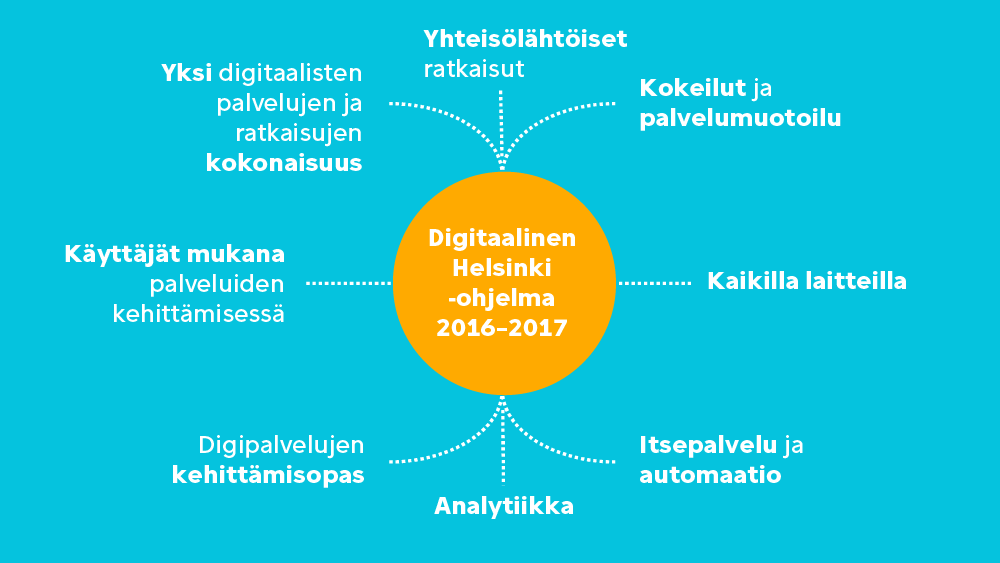 Yhteisölähtöiset
ratkaisut
Yksi digitaalisten
palvelujen ja
ratkaisujen
kokonaisuus
Kokeilut ja
palvelumuotoilu
Digitaalinen
Helsinki
-ohjelma
2016–2017
Käyttäjät mukana
palveluiden
kehittämisessä
Kaikilla laitteilla
Digipalvelujen
kehittämisopas
Itsepalvelu ja
automaatio
Analytiikka